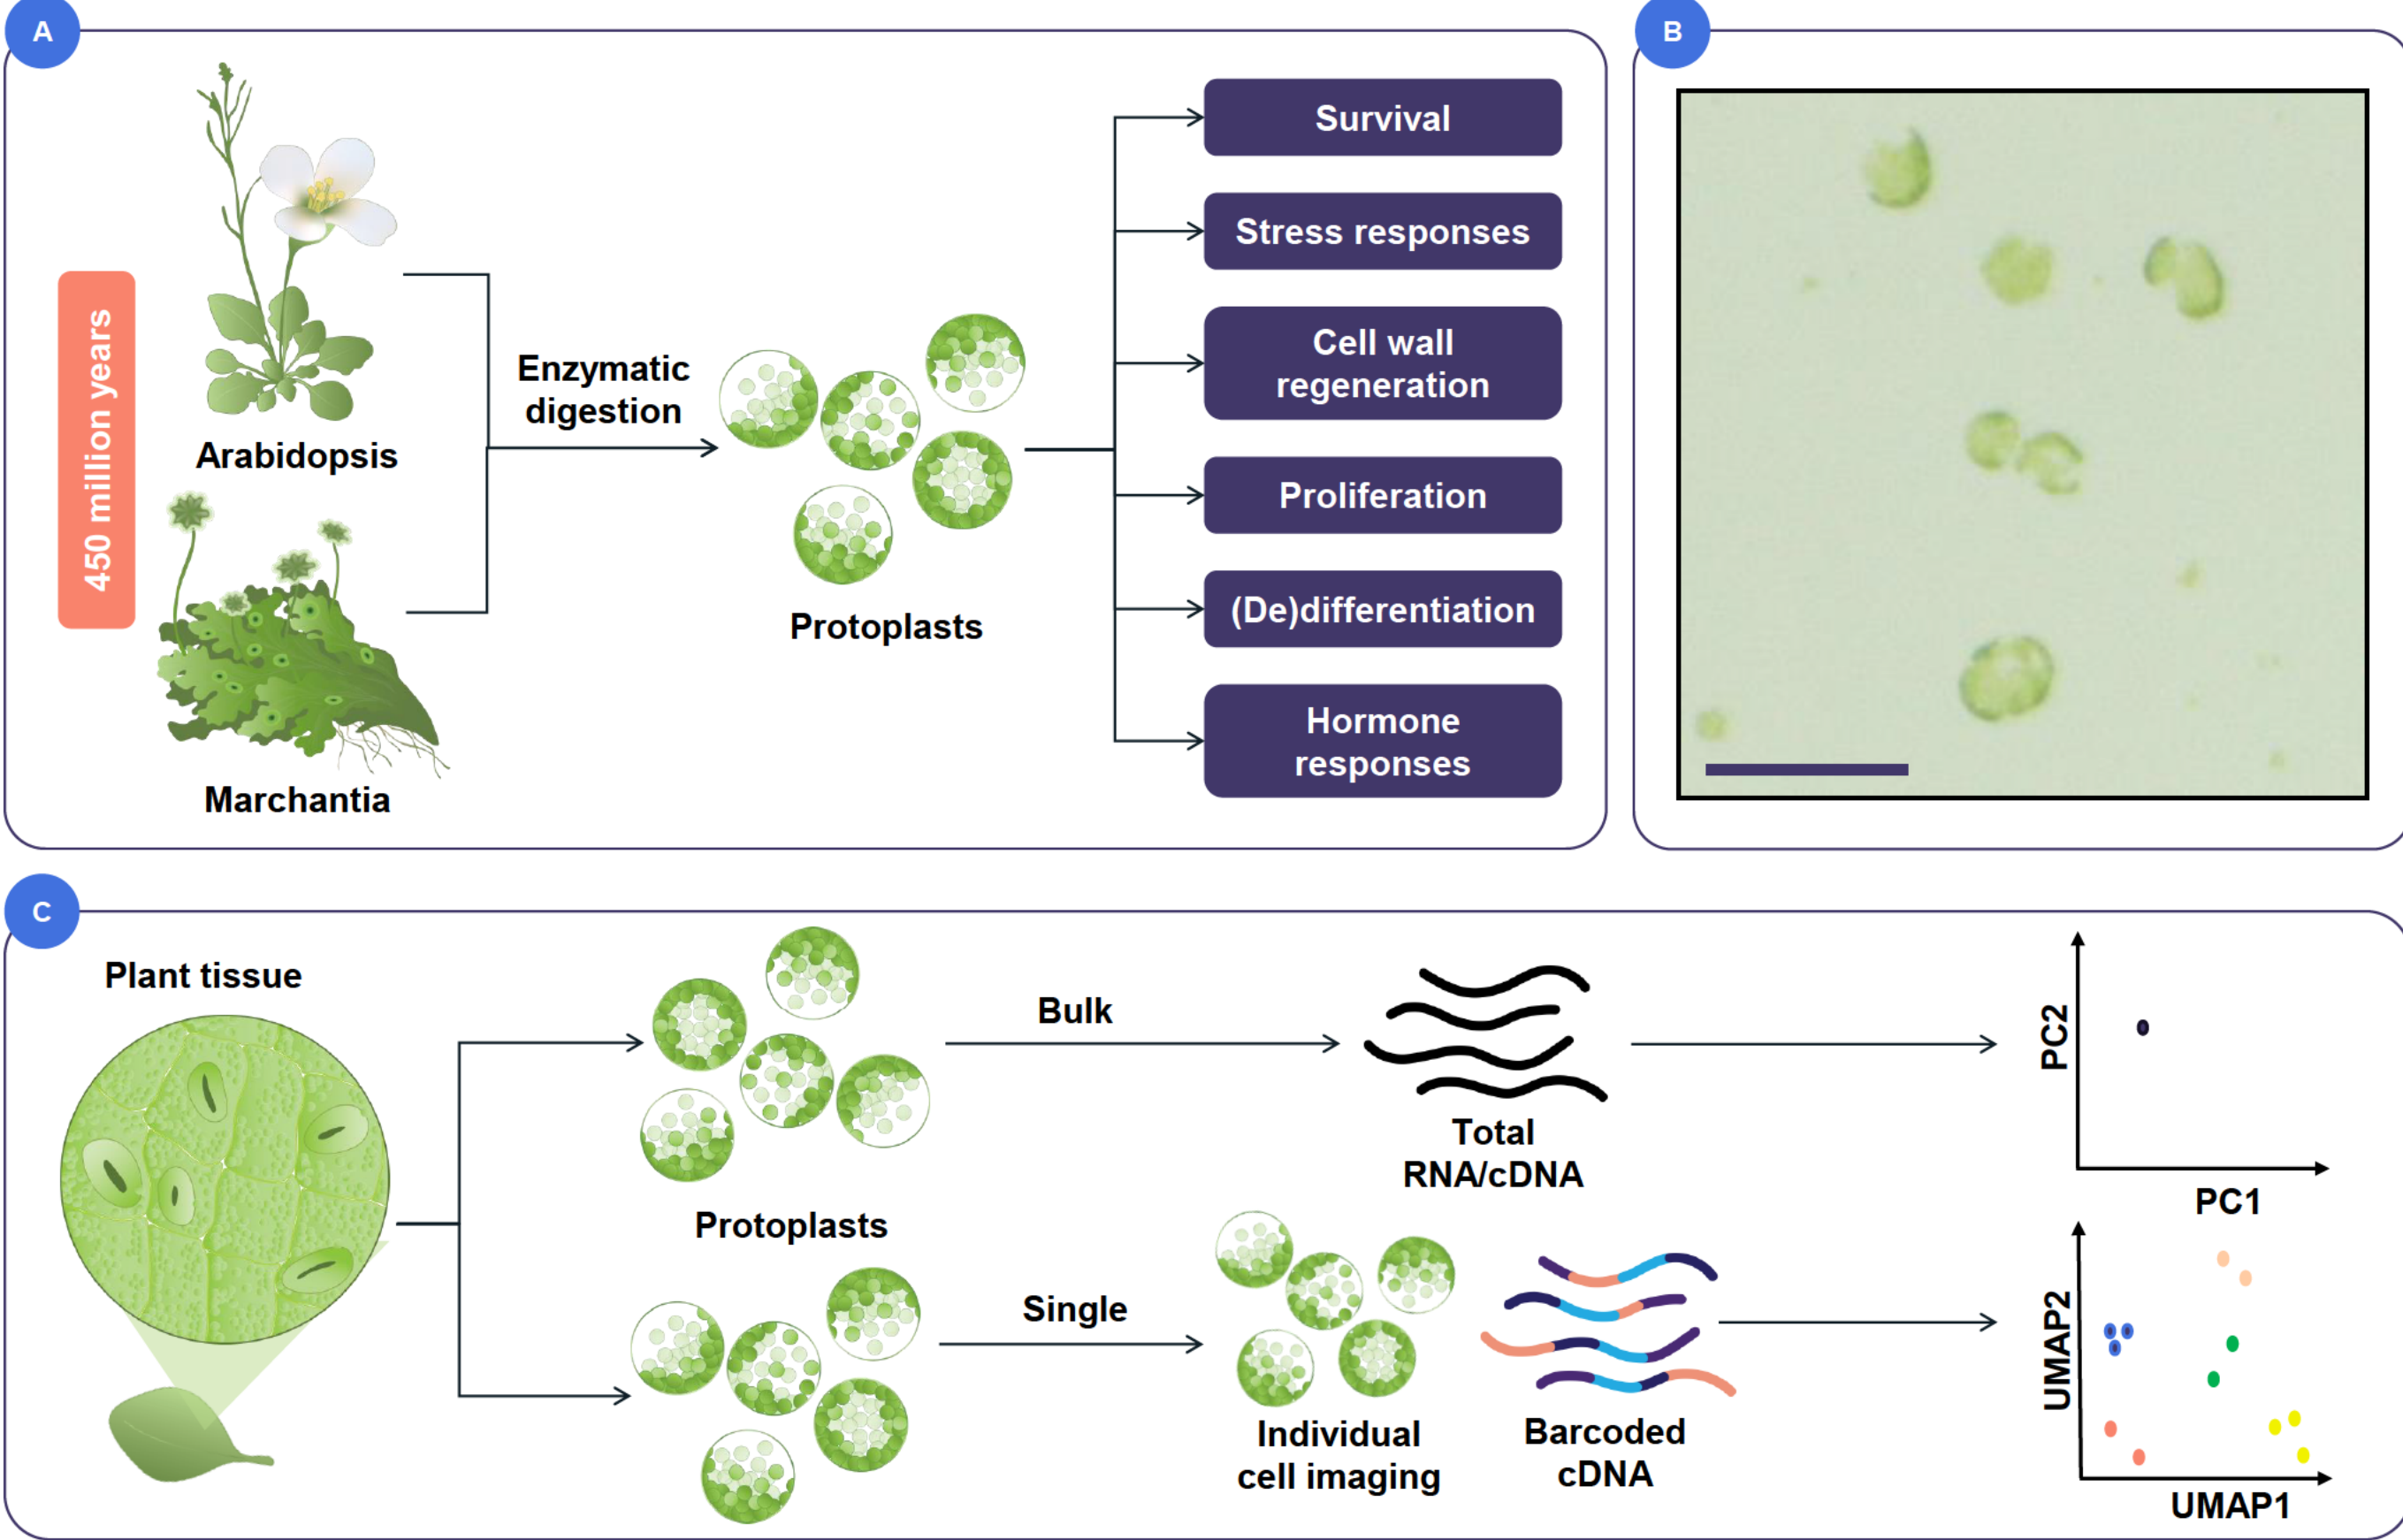 A
450 million years
Arabidopsis
Marchantia
Enzymatic
digestion
Protoplasts
Survival
Stress responses
Cell wall
regeneration
Proliferation
(De)differentiation
Hormone
responses
B
C
Plant tissue
Protoplasts
Bulk
Total
RNA/cDNA
PC2
PC1
Single
Individual
cell imaging
Barcoded
cDNA
UMAP2
UMAP1